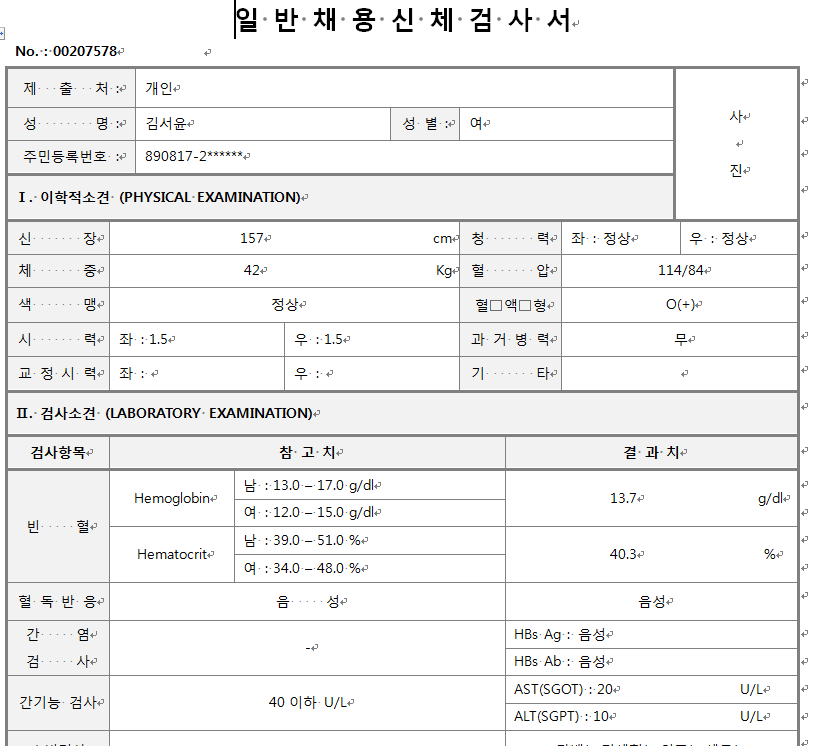 일 반 채 용 신 체 검 사 서
No. : 00207578
제 출 처 : 개인
성 명 : 김서윤 성 별 : 여
주민등록번호 : 890817-2******
사
진
Ⅰ. 이학적소견 (PHYSICAL EXAMINATION)
신 장 157 cm 청 력 좌 : 정상 우 : 정상
체 중 42 Kg 혈 압 114/84
색 맹 정상 혈□액□형 O(+)
시 력 좌 : 1.5 우 : 1.5 과 거 병 력 무
교 정 시 력 좌 : 우 : 기 타
Ⅱ. 검사소견 (LABORATORY EXAMINATION)
검사항목 참 고 치 결 과 치
빈 혈 Hemoglobin 남 : 13.0 – 17.0 g/dl 13.7 g/dl
여 : 12.0 – 15.0 g/dl
Hematocrit 남 : 39.0 – 51.0 % 40.3 %
여 : 34.0 – 48.0 %
혈 독 반 응 음 성 음성
간 염 - HBs Ag : 음성
검 사 HBs Ab : 음성
간기능 검사 40 이하 U/L AST(SGOT) : 20 U/L
ALT(SGPT) : 10 U/L